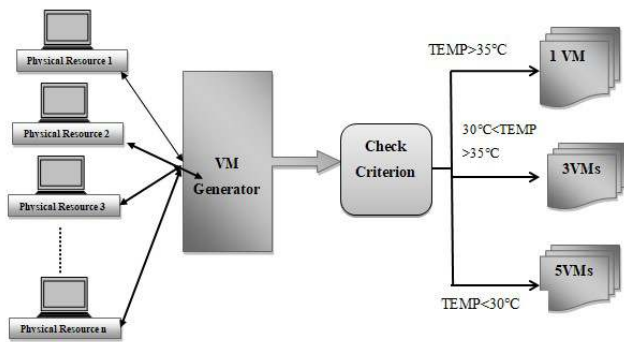 Physical Resource 1
Physical Resource 2
Physical Resource 3
Physical Resource n
VM
Generator
Check
Criterion
TEMP>35℃
30℃<TEMP
>35℃
TEMP<30℃
1 VM
3VMs
5VMs